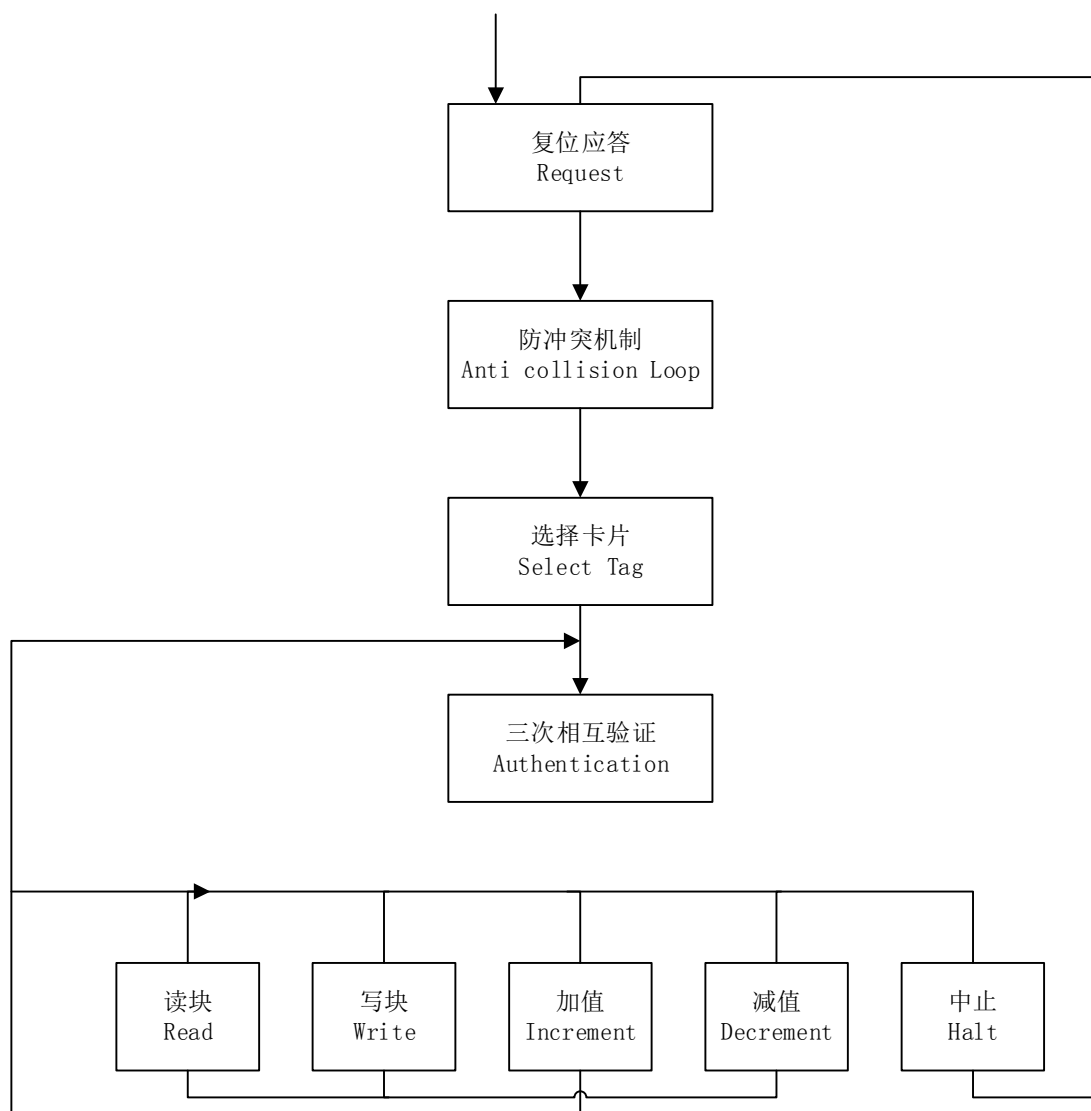 复位应答
Request
防冲突机制
Anti collision Loop
选择卡片
Select Tag
三次相互验证
Authentication
读块
Read
写块
Write
加值
Increment
减值
Decrement
中止
Halt